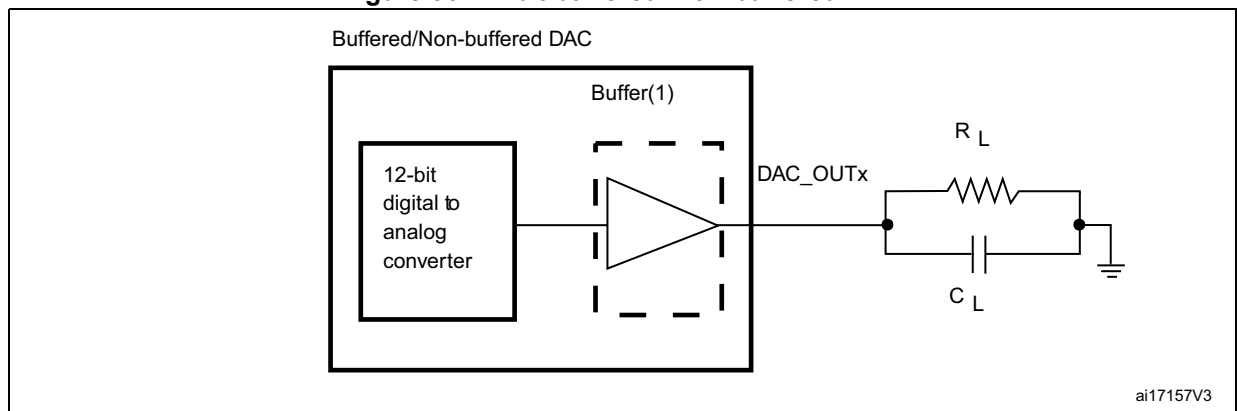 Buffered/Non-buffered DAC
Buffer(1)
12-bit
digital to
analog
converter
DAC_OUTx
R L
C L
ai17157V3